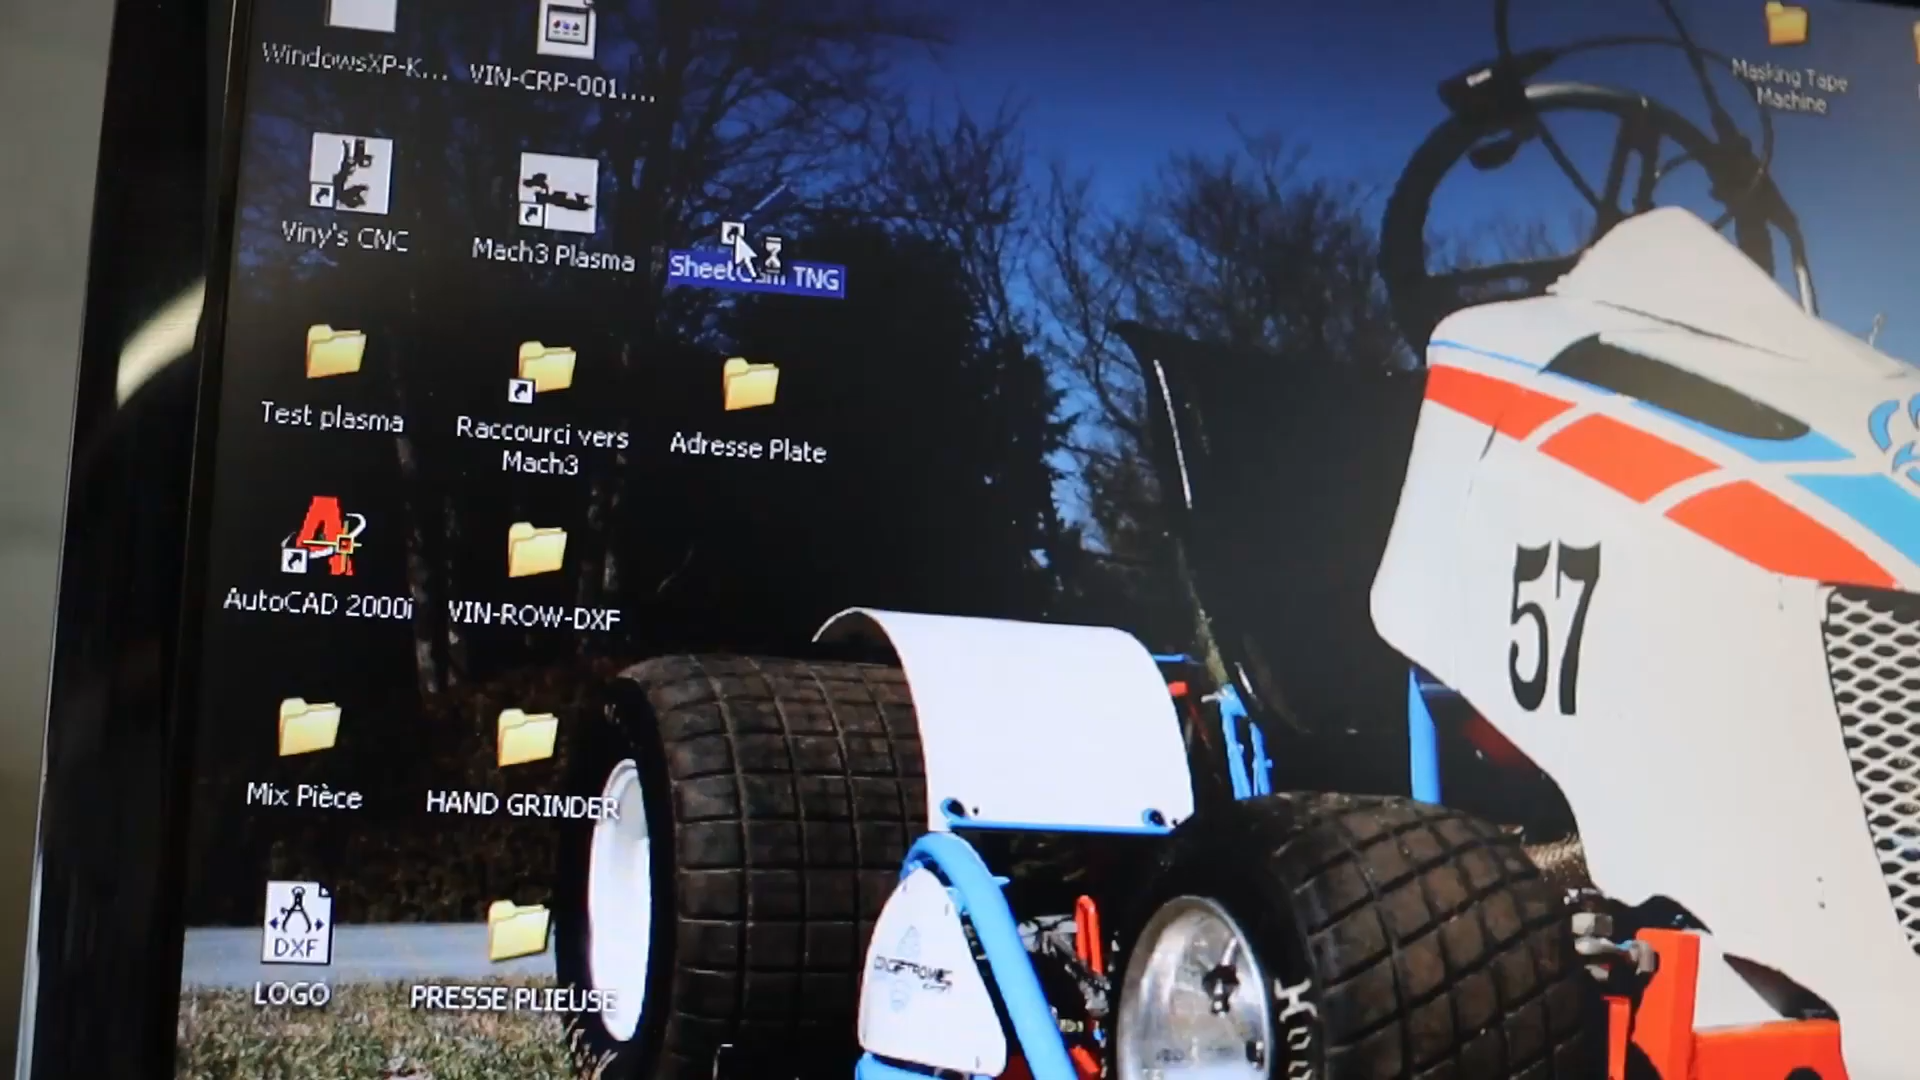 WindowsXP-K...
VIN-CRP-001....
Masking Tape
Machine
Viny's CNC
Mach3 Plasma
TNG
Test plasma
Raccourci vers
Mach3
Adresse Plate
AutoCAD 2000i
VIN-ROW-DXF
57
Mix Pièce
HAND GRINDER
DXF
LOGO
PRESSE PLIEUSE